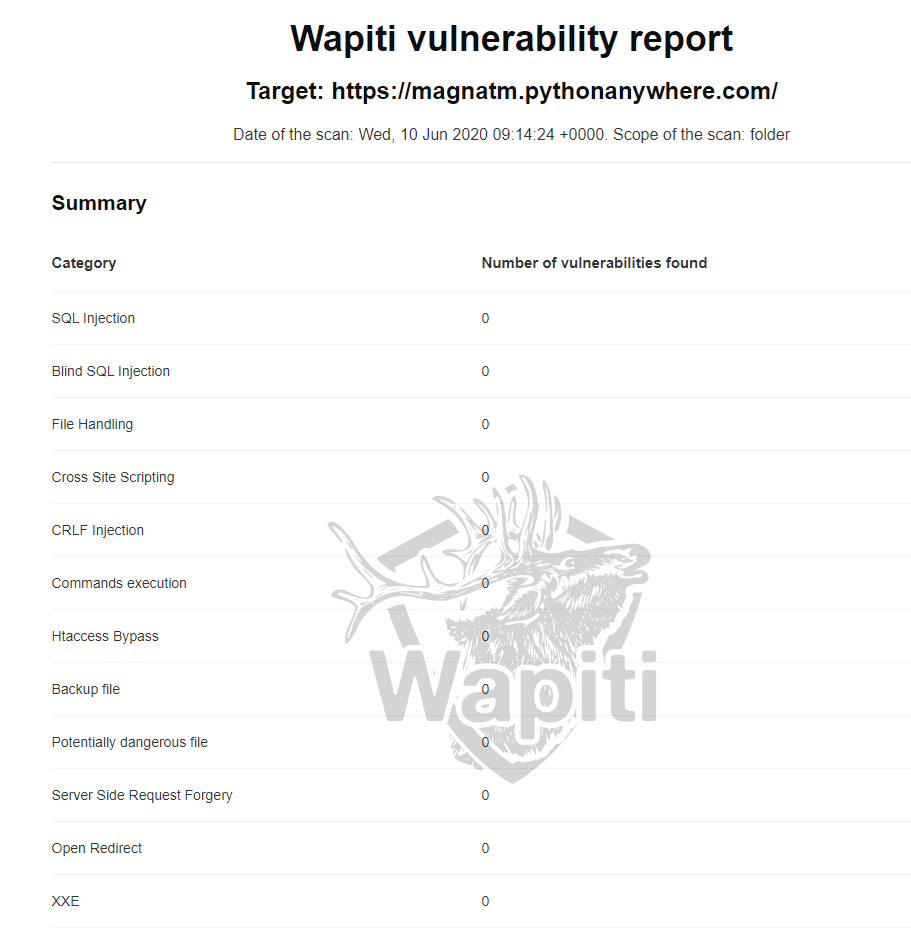 Wapiti vulnerability report
Target: https://magnatm.pythonanywhere.com/
Date of the scan: Wed, 10 Jun 2020 09:14:24 +0000. Scope of the scan: folder
Summary
Category Number of vulnerabilities found
SQL Injection 0
Blind SQL Injection 0
File Handling 0
Cross Site Scripting 0
CRLF Injection 0
Commands execution 0
Htaccess Bypass 0
Wapiti
Backup file 0
Potentially dangerous file 0
Server Side Request Forgery 0
Open Redirect 0
XXE 0